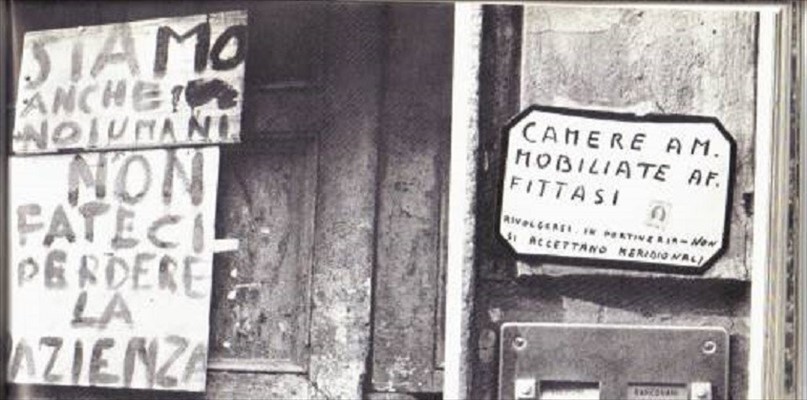 SIAMO
ANCHE
NOI UMANI
NON
FATECI
PERDERE
LA
PAZIENZA
CAMERE AM.
MOBILIATE AF.
FITTASI
RIVOLGERSI. IN PORTINERIA - NON
SI ACCETTANO MERIDIONALI